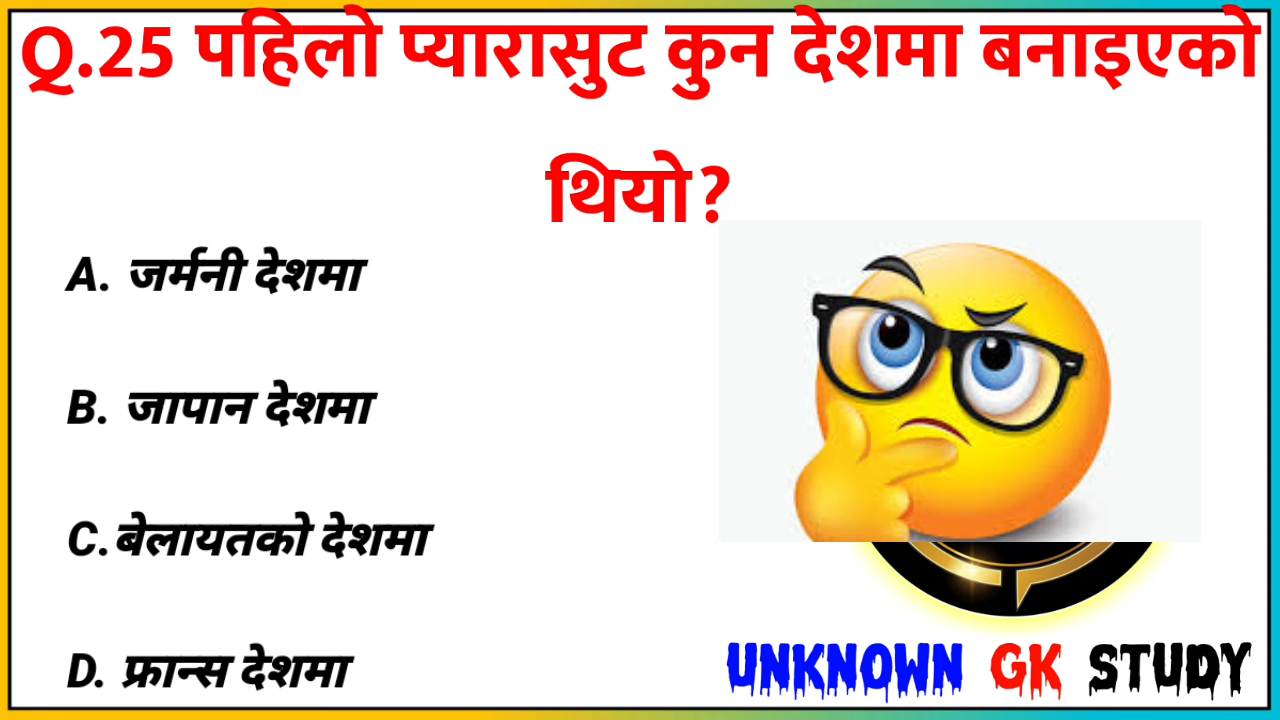 Q.25 पहिलो प्यारासुट कुन देशमा बनाइएको
थियो?
A. जर्मनी देशमा
B. जापान देशमा
C.बेलायतको देशमा
D. फ्रान्स देशमा
UNKNOWN GK STUDY